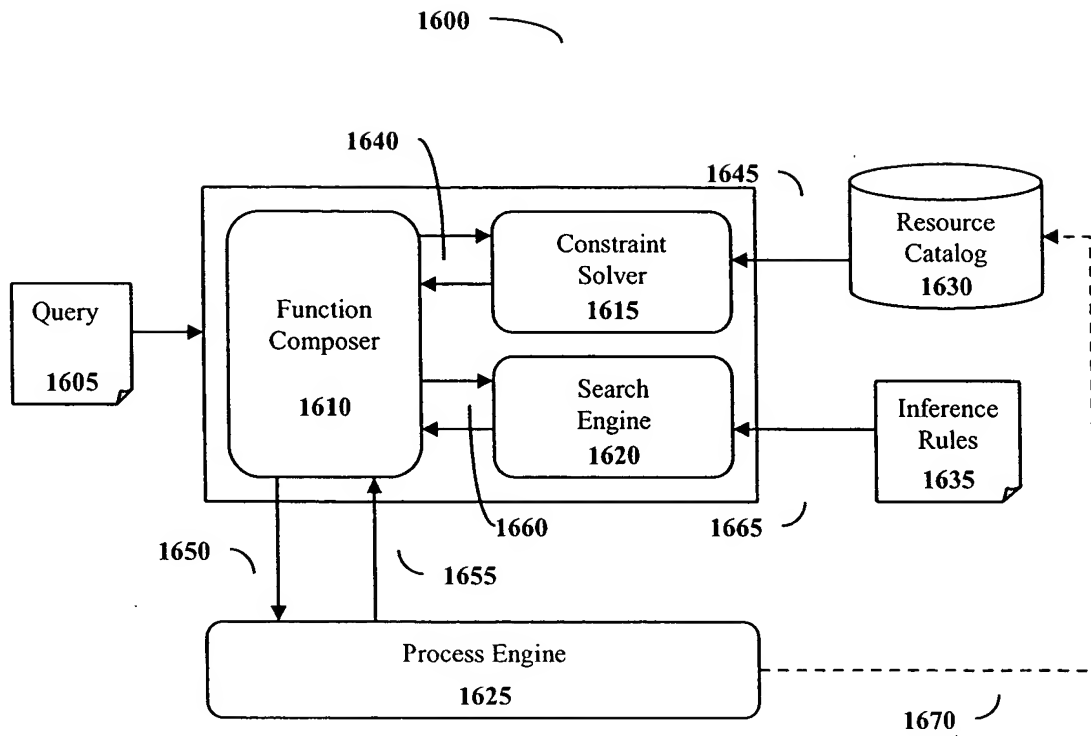 1600
1640
1645
Query
1605
Function
Composer
1610
Constraint
Solver
1615
Resource
Catalog
1630
Search
Engine
1620
Inference
Rules
1635
1660
1665
1650
1655
Process Engine
1625
1670